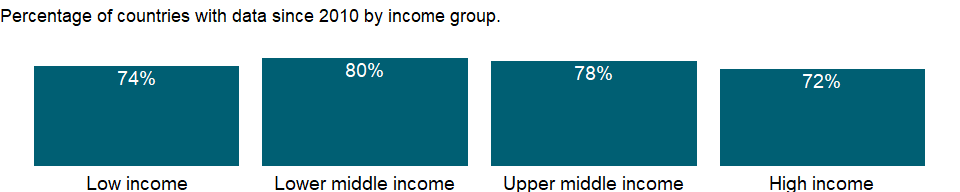 Percentage of countries with data since 2010 by income group.
74%
80%
78%
72%
Low income
Lower middle income
Upper middle income
High income